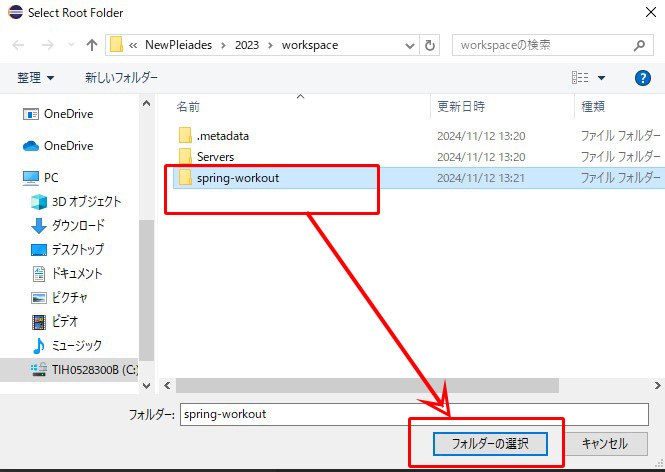 Select Root Folder
« NewPleiades › 2023 › workspace
workspaceの検索
整理 新しいフォルダー
名前 更新日時 種類
OneDrive
OneDrive
PC
3D オブジェクト
ダウンロード
デスクトップ
ドキュメント
ピクチャ
ビデオ
ミュージック
TIH0528300B (C:)
.metadata 2024/11/12 13:20 ファイル フォルダー
Servers 2024/11/12 13:20 ファイル フォルダー
spring-workout 2024/11/12 13:21 ファイル フォルダー
フォルダー: spring-workout
フォルダーの選択 キャンセル